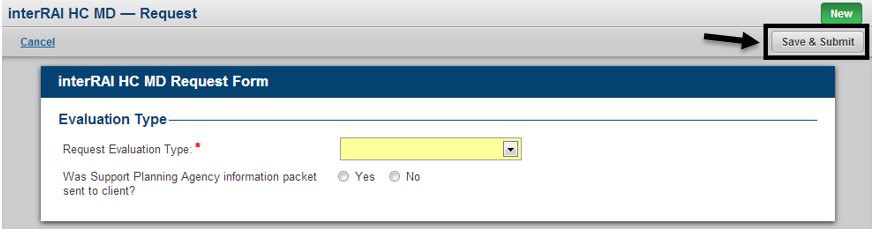 interRAI HC MD — Request
New
Cancel
Save & Submit
interRAI HC MD Request Form
Evaluation Type
Request Evaluation Type: *
Was Support Planning Agency information packet
sent to client?
Yes
No